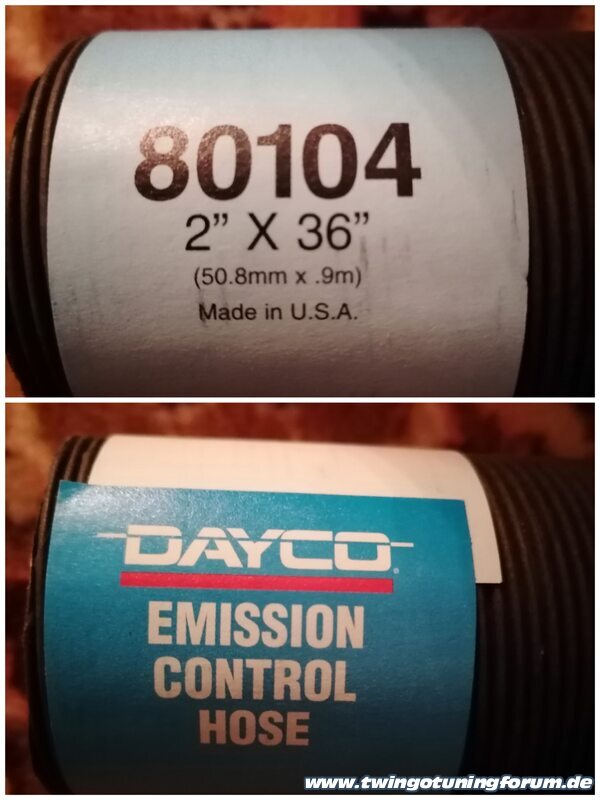 80104
2” X 36”
(50.8mm x .9m)
Made in U.S.A.
DAYCO®
EMISSION
CONTROL
HOSE
www.twingotuningforum.de